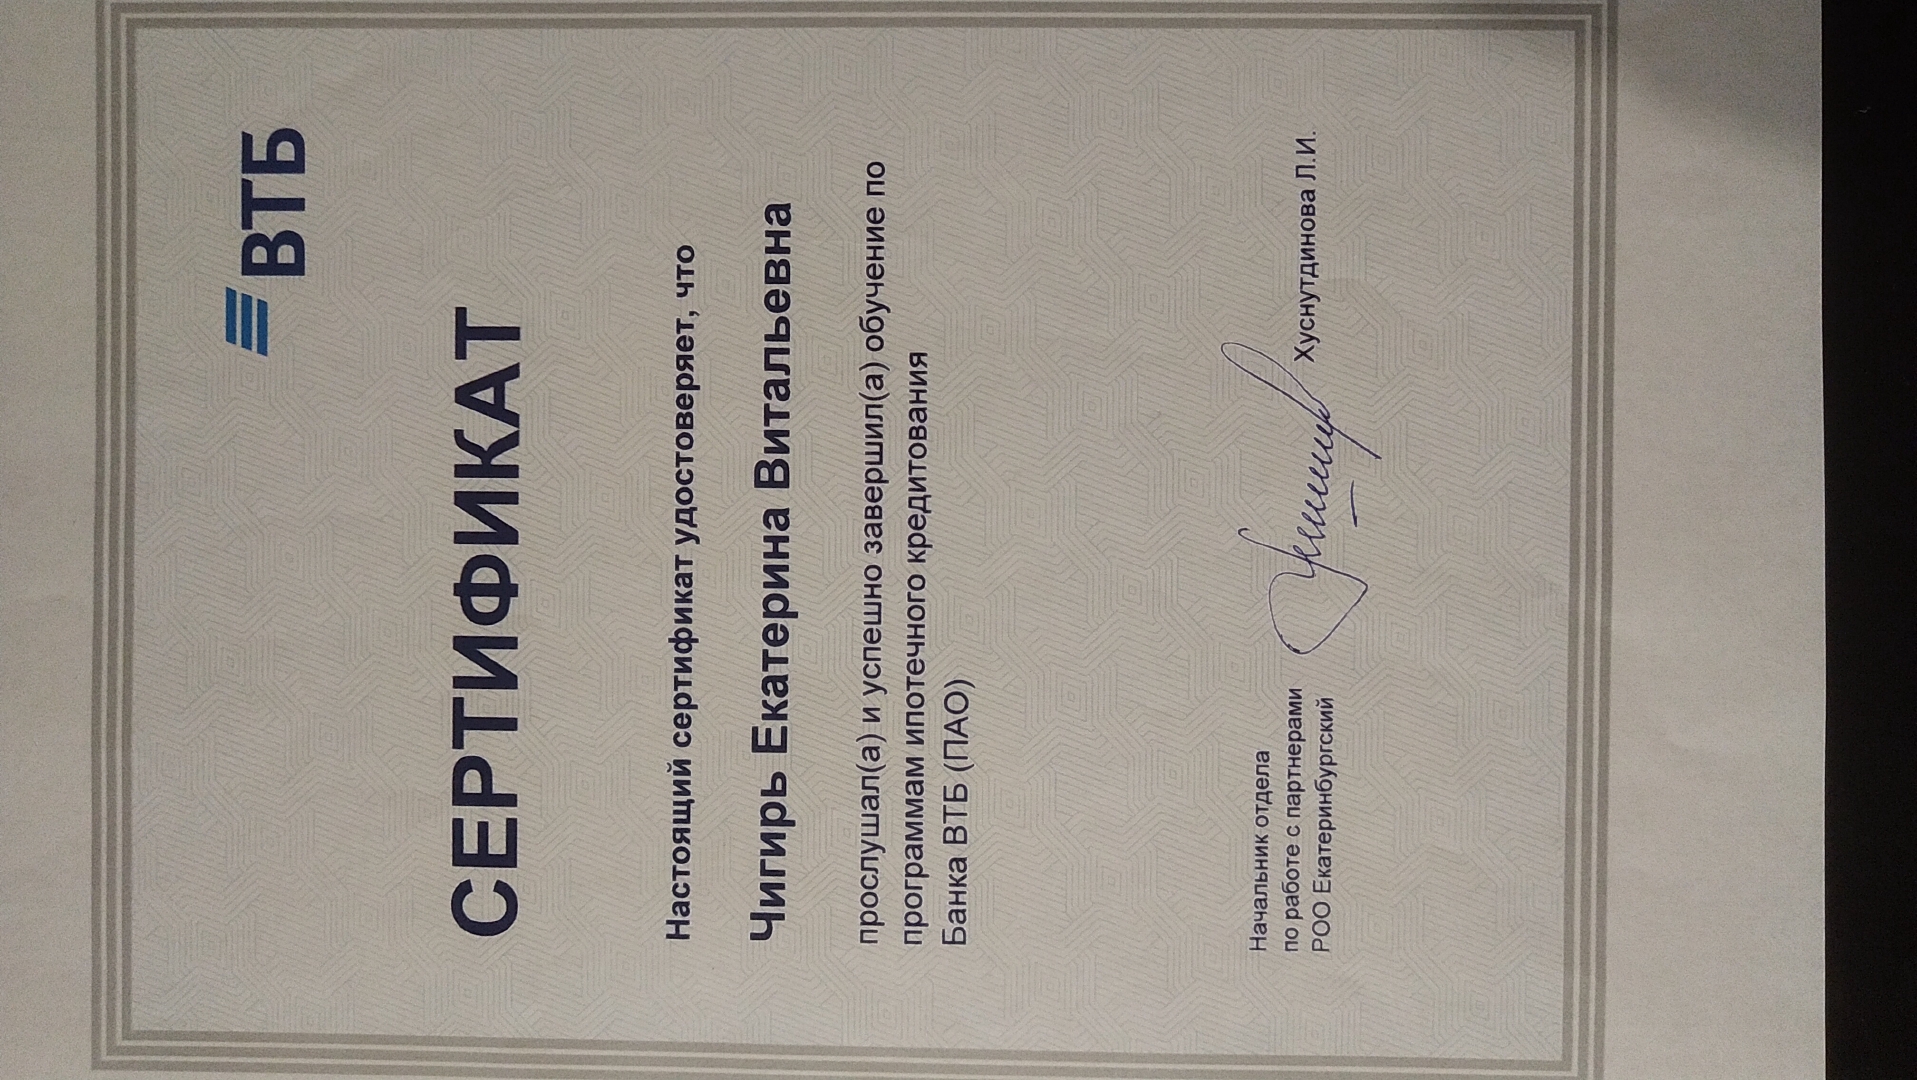 ВТБ
СЕРТИФИКАТ
Настоящий сертификат удостоверяет, что
Чигирь Екатерина Витальевна
прослушал(а) и успешно завершил(а) обучение по
программам ипотечного кредитования
Банка ВТБ (ПАО)
Начальник отдела
по работе с партнерами
РОО Екатеринбургский
Хуснутдинова Л.И.